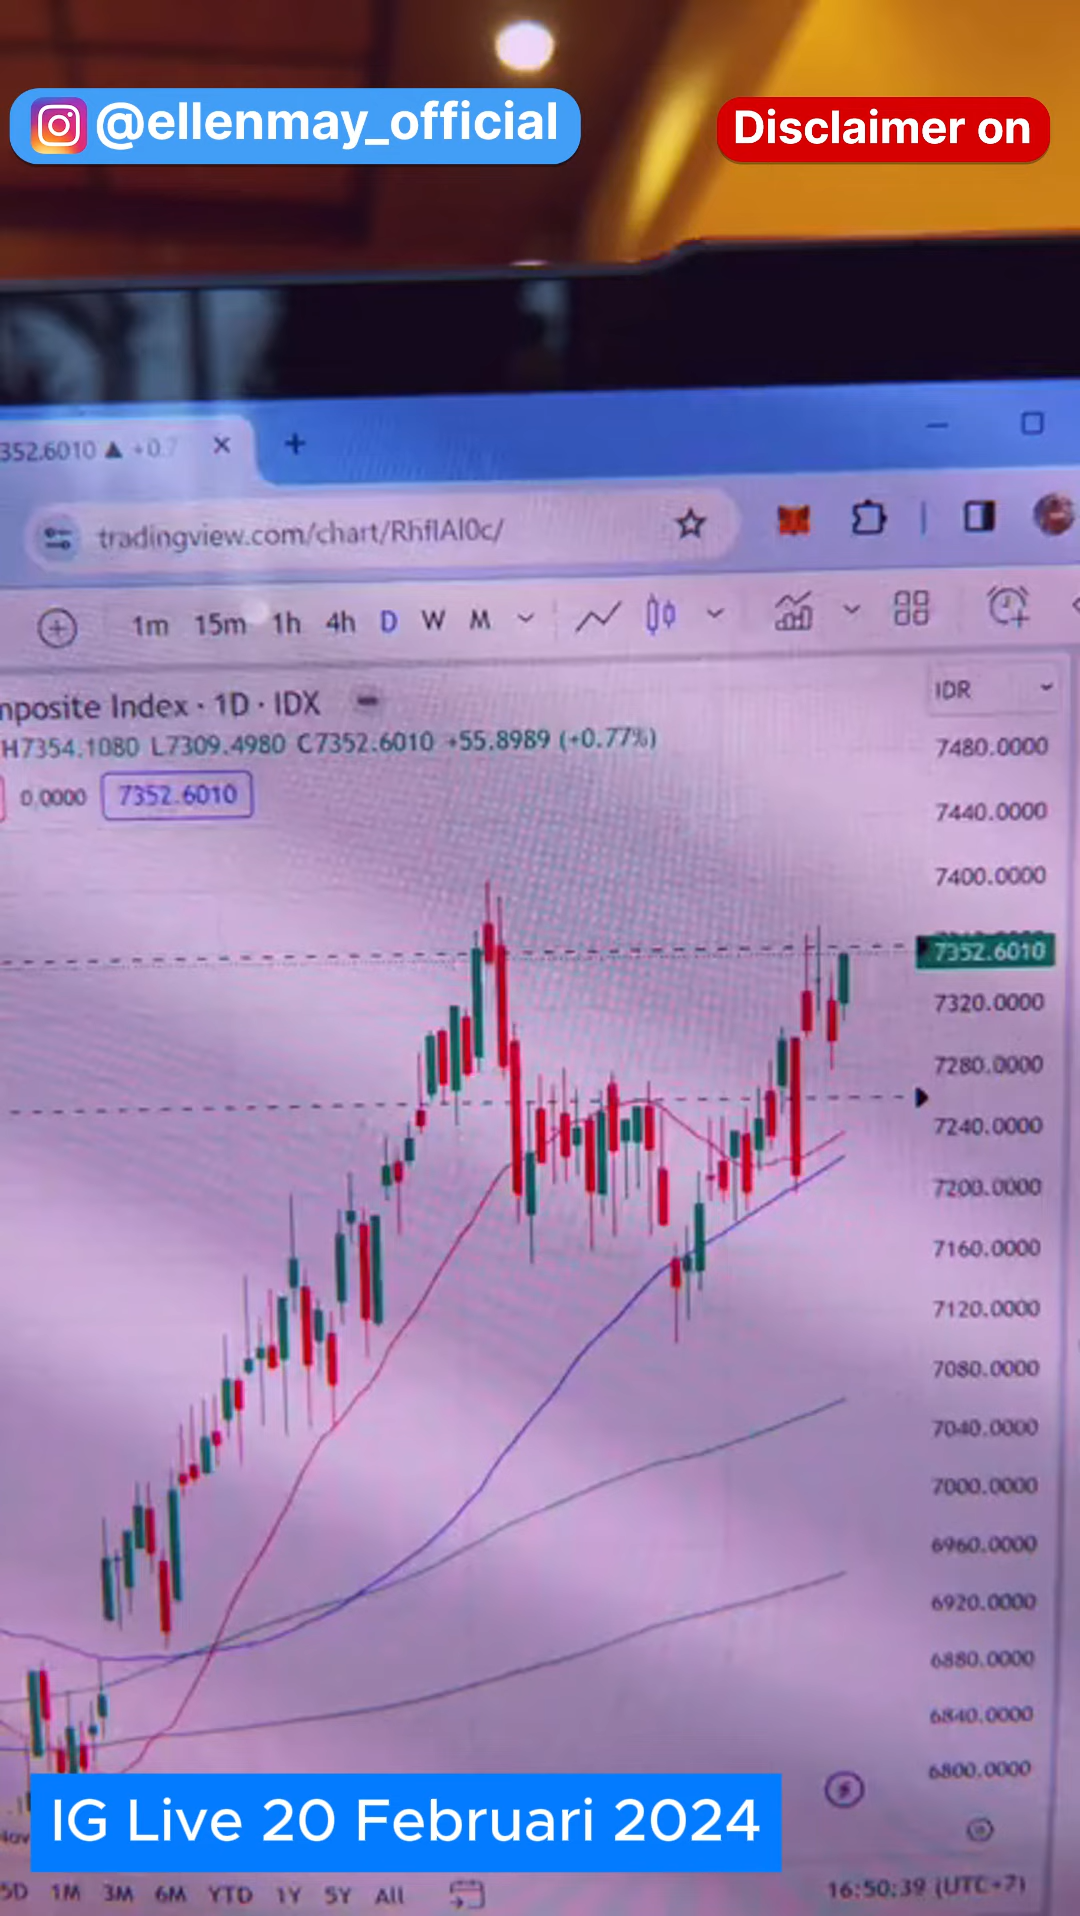 @ellenmay_official
Disclaimer on
352.6010 ▲ +0.7
tradingview.com/chart/RhflAl0c/
1m 15m 1h 4h D W M
mposite Index · 1D · IDX
IDR
H7354.1080 L7309.4980 C7352.6010 +55.8989 (+0.77%)
0.0000 7352.6010
7480.0000
7440.0000
7400.0000
7352.6010
7320.0000
7280.0000
7240.0000
7200.0000
7160.0000
7120.0000
7080.0000
7040.0000
7000.0000
6960.0000
6920.0000
6880.0000
6840.0000
6800.0000
IG Live 20 Februari 2024
5D 1M 3M 6M YTD 1Y 5Y All
16:50:39 (UTC+7)